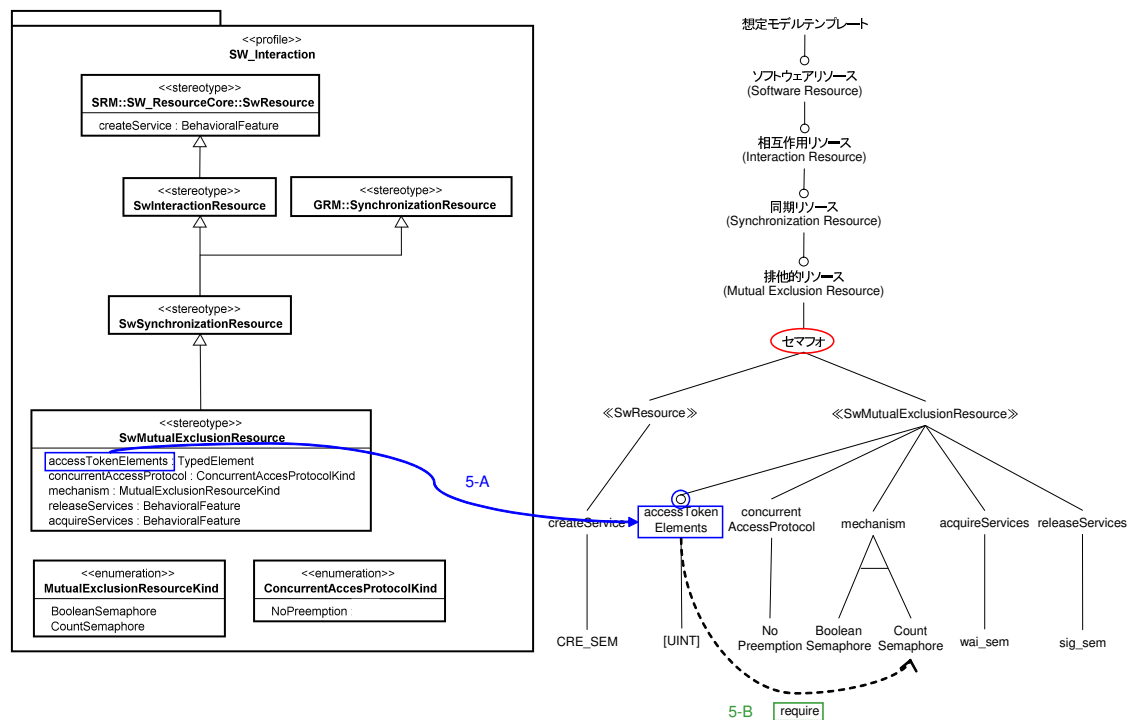 <<profile>>
SW_Interaction
<<stereotype>>
SRM::SW_ResourceCore::SwResource
createService : BehavioralFeature
<<stereotype>>
SwInteractionResource
<<stereotype>>
GRM::SynchronizationResource
<<stereotype>>
SwSynchronizationResource
<<stereotype>>
SwMutualExclusionResource
accessTokenElements : TypedElement
concurrentAccessProtocol : ConcurrentAccesProtocolKind
mechanism : MutualExclusionResourceKind
releaseServices : BehavioralFeature
acquireServices : BehavioralFeature
<<enumeration>>
MutualExclusionResourceKind
BooleanSemaphore
CountSemaphore
<<enumeration>>
ConcurrentAccesProtocolKind
NoPreemption
5-A
想定モデルテンプレート
ソフトウェアリソース
(Software Resource)
相互作用リソース
(Interaction Resource)
同期リソース
(Synchronization Resource)
排他的リソース
(Mutual Exclusion Resource)
セマフォ
≪SwResource≫
≪SwMutualExclusionResource≫
createService
accessToken
Elements
concurrent
AccessProtocol
mechanism
acquireServices
releaseServices
CRE_SEM
[UINT]
No
Preemption
Boolean
Semaphore
Count
Semaphore
wai_sem
sig_sem
5-B
require